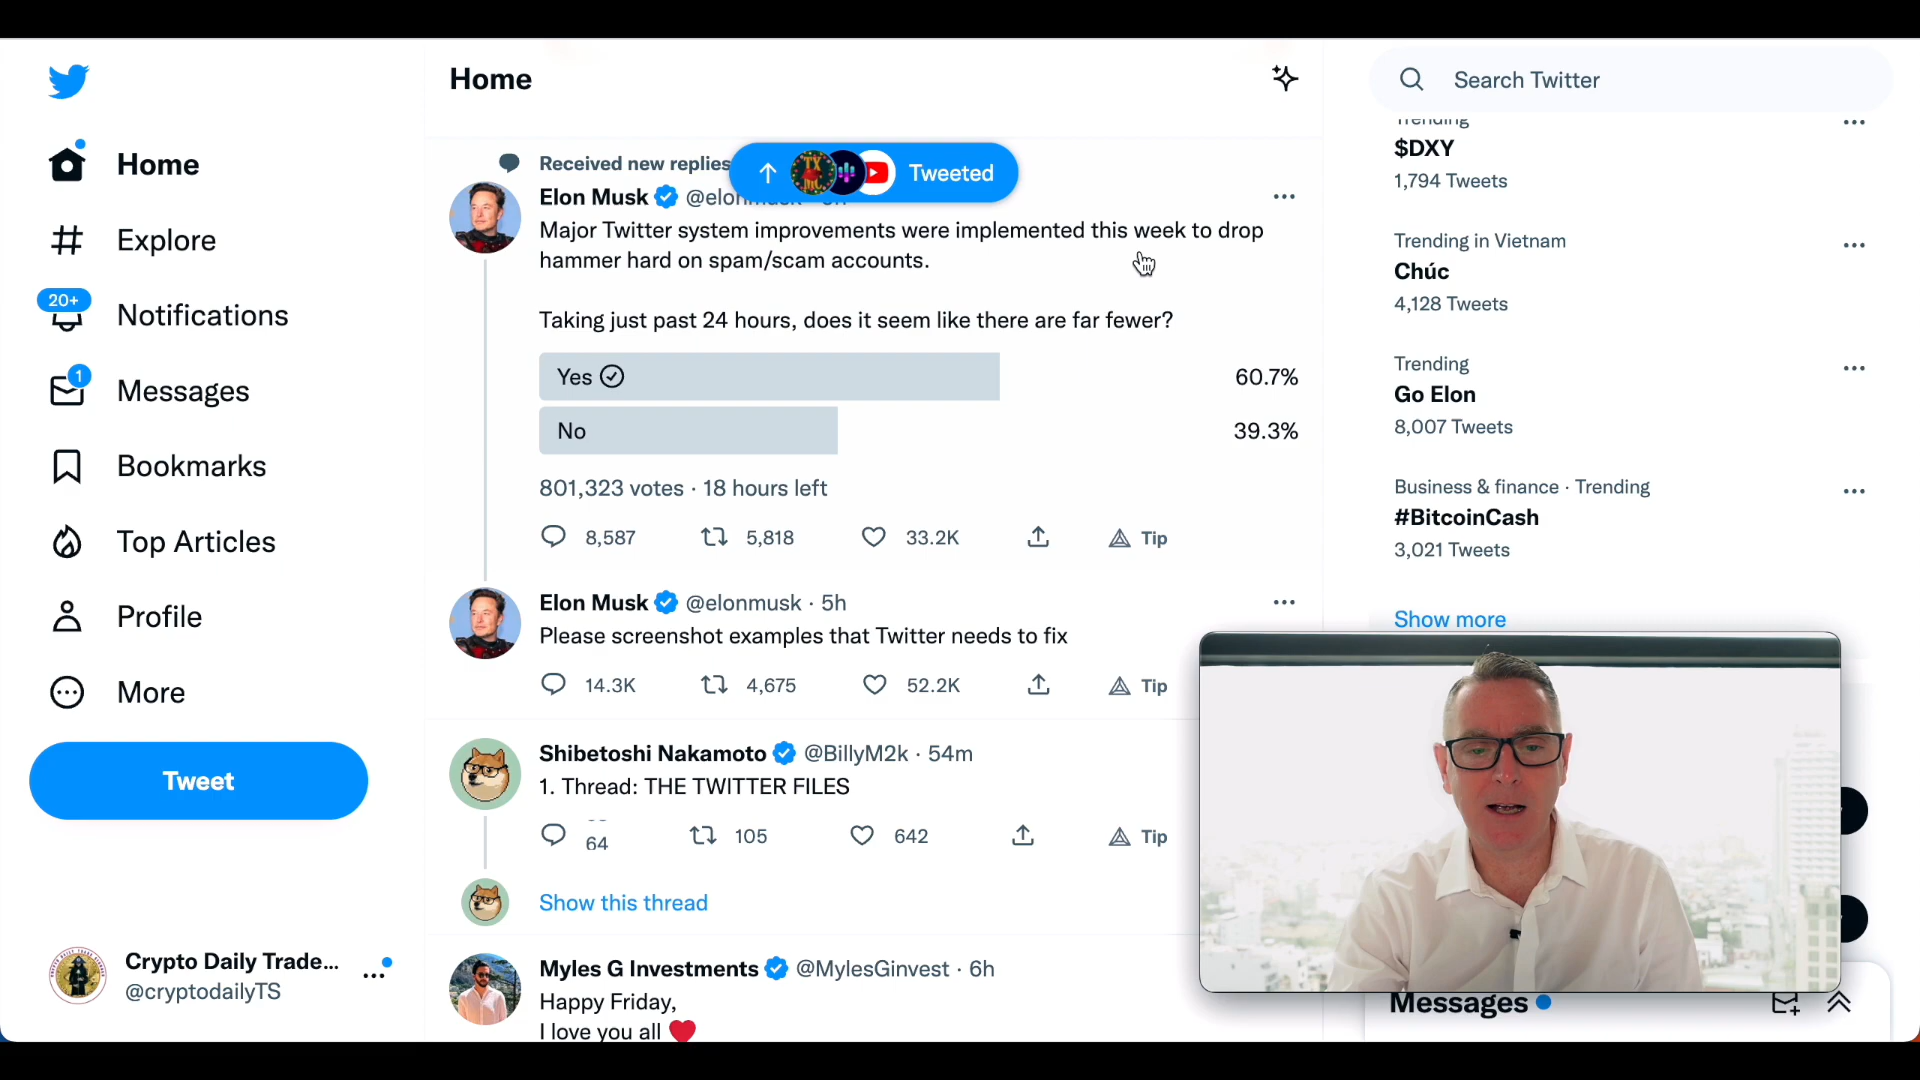 Home
Explore
20+
Notifications
1
Messages
Bookmarks
Top Articles
Profile
More
Tweet
Crypto Daily Trade...
@cryptodailyTS
Home
Tweeted
Received new replies
Elon Musk
Major Twitter system improvements were implemented this week to drop
hammer hard on spam/scam accounts.
Taking just past 24 hours, does it seem like there are far fewer?
Yes 60.7%
No 39.3%
801,323 votes · 18 hours left
8,587 5,818 33.2K Tip
Elon Musk @elonmusk · 5h
Please screenshot examples that Twitter needs to fix
14.3K 4,675 52.2K Tip
Shibetoshi Nakamoto @BillyM2k · 54m
1. Thread: THE TWITTER FILES
64 105 642 Tip
Show this thread
Myles G Investments @MylesGinvest · 6h
Happy Friday,
I love you all
Search Twitter
Trending
$DXY
1,794 Tweets
Trending in Vietnam
Chúc
4,128 Tweets
Trending
Go Elon
8,007 Tweets
Business & finance · Trending
#BitcoinCash
3,021 Tweets
Show more
Messages